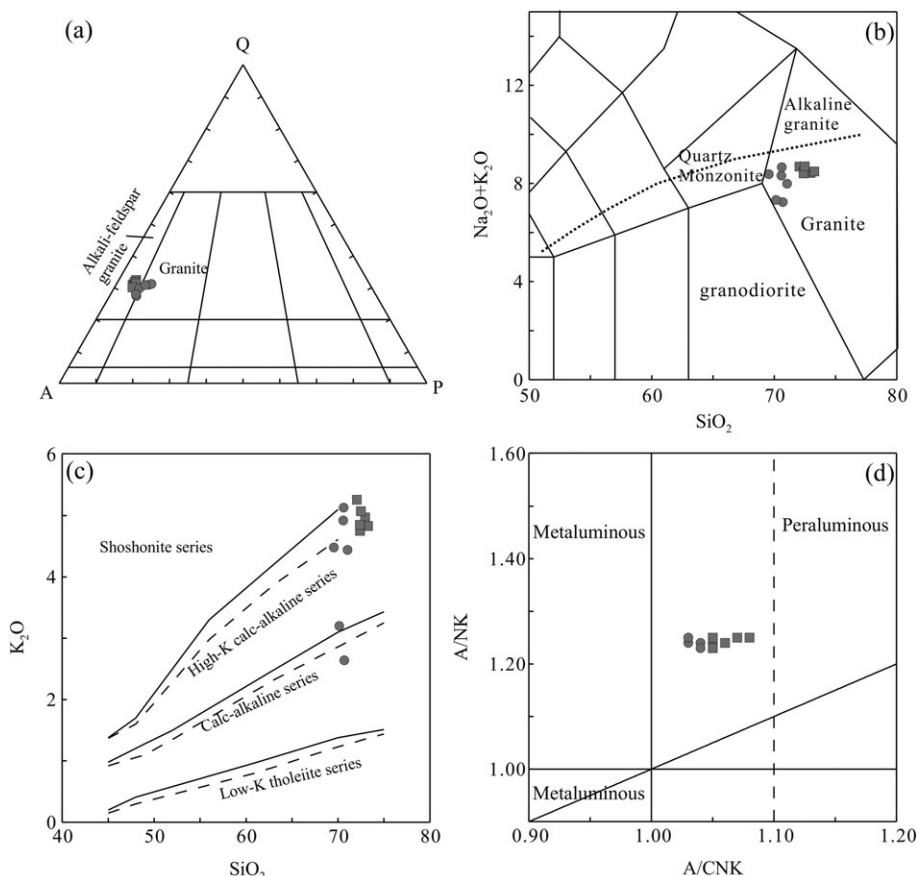 (a)
Q
Alkali-feldspar
granite
Granite
A
P
(b)
Na₂O+K₂O
12
8
4
0
Alkaline
granite
Quartz
Monzonite
Granite
granodiorite
50
60
70
80
SiO₂
(c)
K₂O
6
4
2
0
Shoshonite series
High-K calc-alkaline series
Calc-alkaline series
Low-K tholeiite series
40
50
60
70
80
SiO₂
(d)
A/NK
1.60
1.40
1.20
1.00
Metaluminous
Peraluminous
Metaluminous
0.90
1.00
1.10
1.20
A/CNK